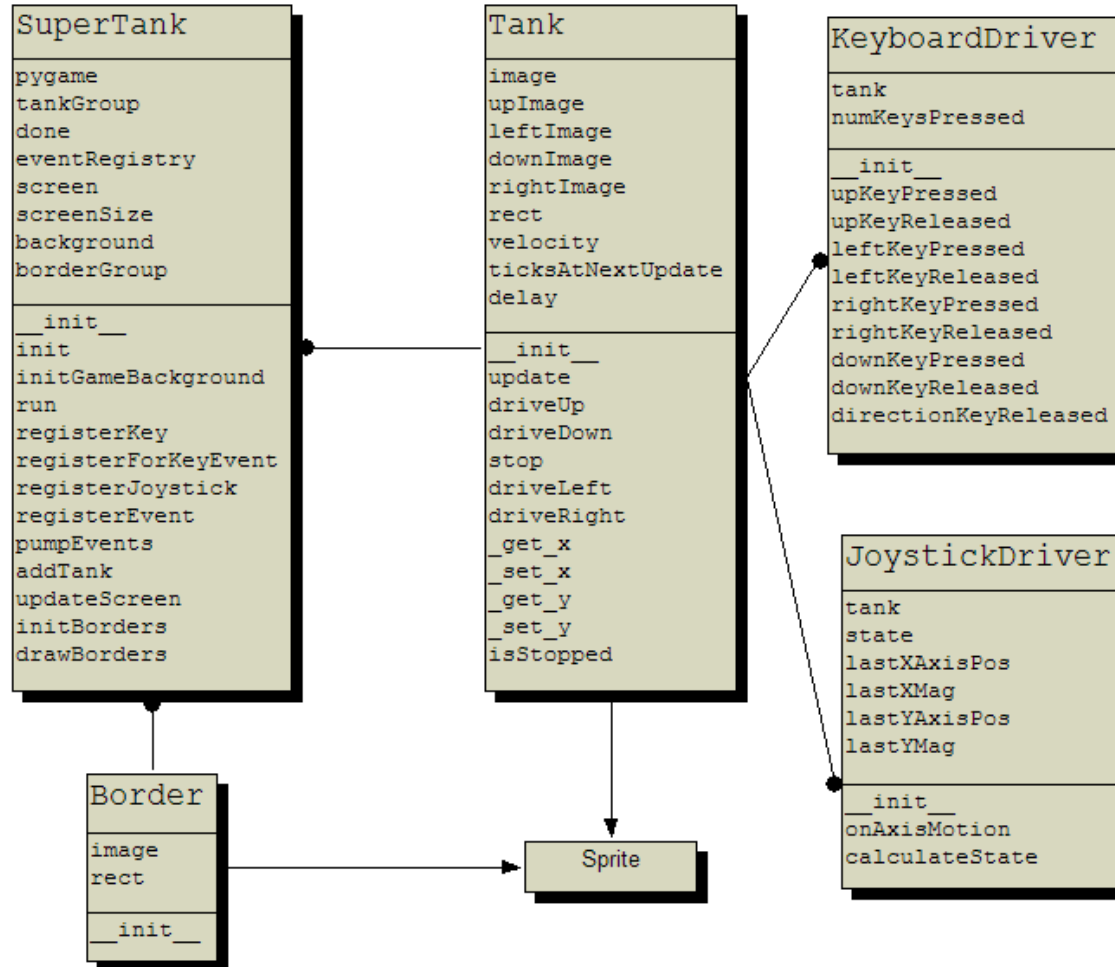 SuperTank
pygame
tankGroup
done
eventRegistry
screen
screenSize
background
borderGroup
__init__
init
initGameBackground
run
registerKey
registerForKeyEvent
registerJoystick
registerEvent
pumpEvents
addTank
updateScreen
initBorders
drawBorders
Tank
image
upImage
leftImage
downImage
rightImage
rect
velocity
ticksAtNextUpdate
delay
__init__
update
driveUp
driveDown
stop
driveLeft
driveRight
_get_x
_set_x
_get_y
_set_y
isStopped
KeyboardDriver
tank
numKeysPressed
__init__
upKeyPressed
upKeyReleased
leftKeyPressed
leftKeyReleased
rightKeyPressed
rightKeyReleased
downKeyPressed
downKeyReleased
directionKeyReleased
JoystickDriver
tank
state
lastXAxisPos
lastXMag
lastYAxisPos
lastYMag
__init__
onAxisMotion
calculateState
Border
image
rect
__init__
Sprite